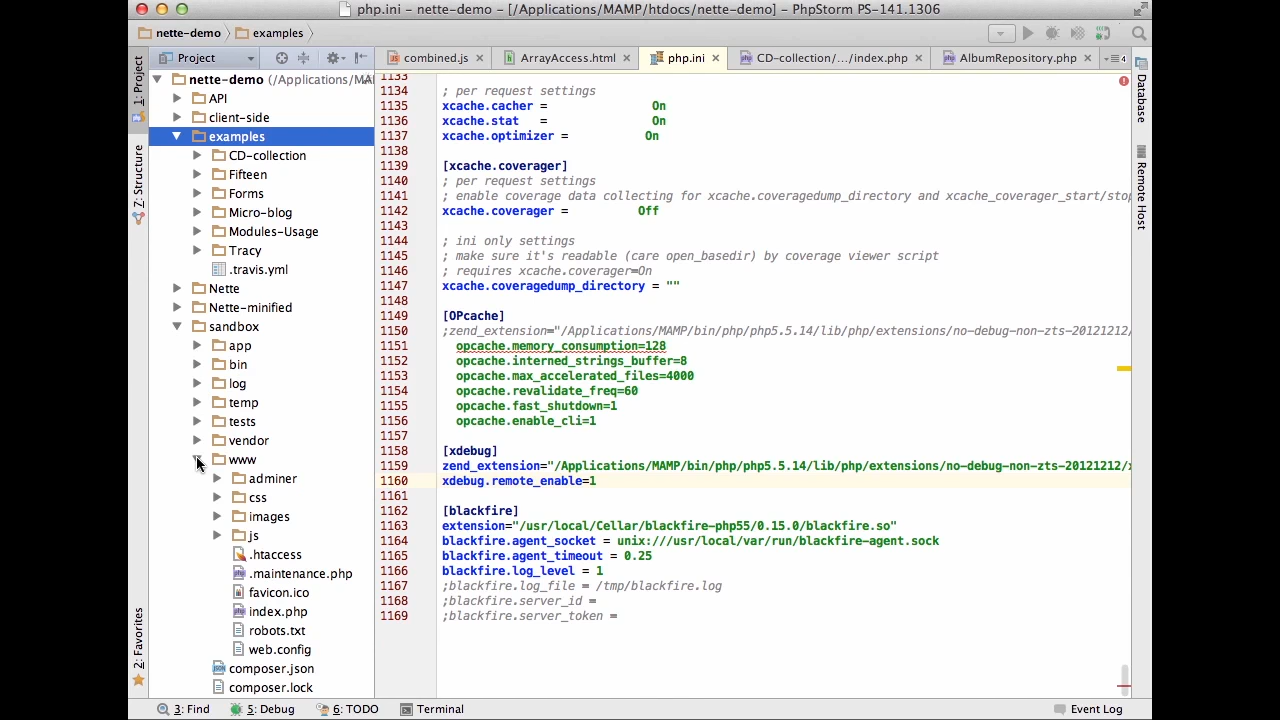 php.ini - nette-demo - [/Applications/MAMP/htdocs/nette-demo] - PhpStorm PS-141.1306
nette-demo
examples
Project
combined.js
ArrayAccess.html
php.ini
CD-collection/.../index.php
AlbumRepository.php
4
1: Project
Z: Structure
2: Favorites
nette-demo (/Applications/MA
API
client-side
examples
CD-collection
Fifteen
Forms
Micro-blog
Modules-Usage
Tracy
.travis.yml
Nette
Nette-minified
sandbox
app
bin
log
temp
tests
vendor
www
adminer
css
images
js
.htaccess
.maintenance.php
favicon.ico
index.php
robots.txt
web.config
composer.json
composer.lock
1133
1134 ; per request settings
1135 xcache.cacher = On
1136 xcache.stat = On
1137 xcache.optimizer = On
1138
1139 [xcache.coverager]
1140 ; per request settings
1141 ; enable coverage data collecting for xcache.coveragedump_directory and xcache_coverager_start/stop
1142 xcache.coverager = Off
1143
1144 ; ini only settings
1145 ; make sure it's readable (care open_basedir) by coverage viewer script
1146 ; requires xcache.coverager=On
1147 xcache.coveragedump_directory = ""
1148
1149 [OPcache]
1150 ;zend_extension="/Applications/MAMP/bin/php/php5.5.14/lib/php/extensions/no-debug-non-zts-20121212/
1151 opcache.memory_consumption=128
1152 opcache.interned_strings_buffer=8
1153 opcache.max_accelerated_files=4000
1154 opcache.revalidate_freq=60
1155 opcache.fast_shutdown=1
1156 opcache.enable_cli=1
1157
1158 [xdebug]
1159 zend_extension="/Applications/MAMP/bin/php/php5.5.14/lib/php/extensions/no-debug-non-zts-20121212/x
1160 xdebug.remote_enable=1
1161
1162 [blackfire]
1163 extension="/usr/local/Cellar/blackfire-php55/0.15.0/blackfire.so"
1164 blackfire.agent_socket = unix:///usr/local/var/run/blackfire-agent.sock
1165 blackfire.agent_timeout = 0.25
1166 blackfire.log_level = 1
1167 ;blackfire.log_file = /tmp/blackfire.log
1168 ;blackfire.server_id =
1169 ;blackfire.server_token =
Database
Remote Host
3: Find
5: Debug
6: TODO
Terminal
Event Log